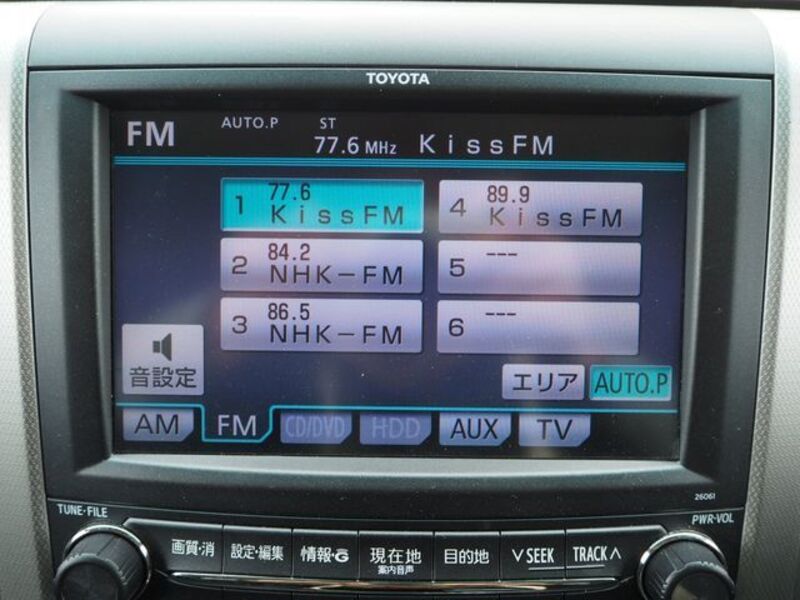 TOYOTA
FM AUTO.P ST 77.6 MHz KissFM
1 77.6 KissFM
4 89.9 KissFM
2 84.2 NHK-FM
5 ---
3 86.5 NHK-FM
6 ---
音設定
エリア AUTO.P
AM FM CD/DVD HDD AUX TV
26061
TUNE·FILE
PWR·VOL
画質·消 設定·編集 情報·G 現在地 目的地 ∨SEEK TRACK∧
案内音声